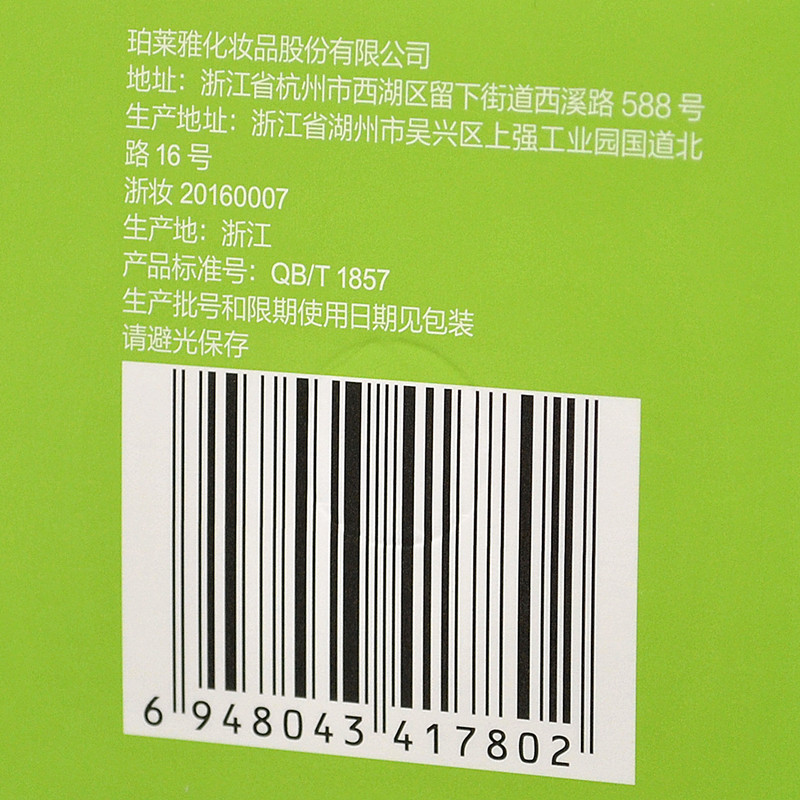 珀莱雅化妆品股份有限公司
地址：浙江省杭州市西湖区留下街道西溪路 588 号
生产地址：浙江省湖州市吴兴区上强工业园国道北
路 16 号
浙妆 20160007
生产地：浙江
产品标准号：QB/T 1857
生产批号和限期使用日期见包装
请避光保存
6 948043 417802